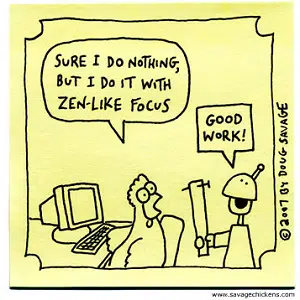 SURE I DO NOTHING,
BUT I DO IT WITH
ZEN-LIKE FOCUS
GOOD
WORK!
©2007 BY DOUG SAVAGE
www.savagechickens.com